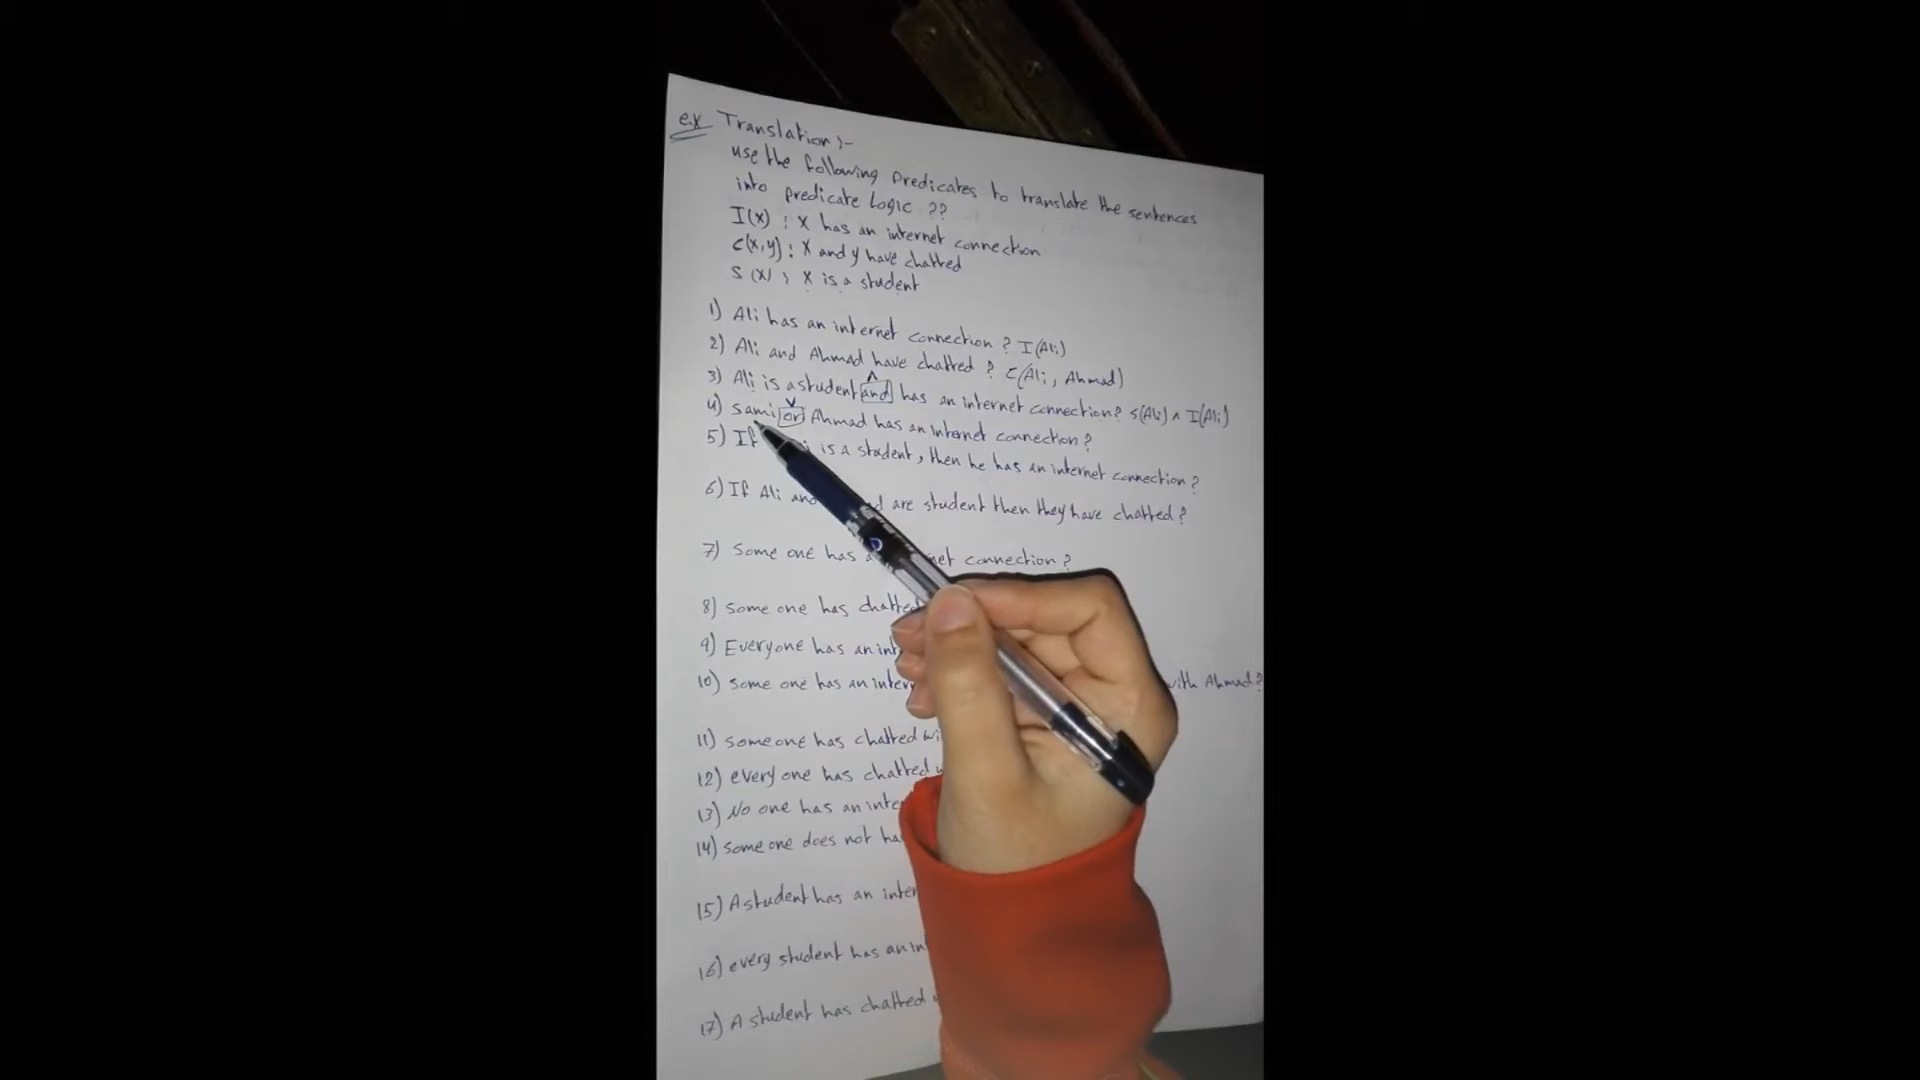 ex Translation :-
use the following predicates to translate the sentences
into predicate logic ??
I(x) : x has an internet connection
C(x,y) : x and y have chatted
S(x) : x is a student
1) Ali has an internet connection ? I(Ali)
2) Ali and Ahmad have chatted ? C(Ali, Ahmad)
∧
3) Ali is a student and has an internet connection? S(Ali) ∧ I(Ali)
∨
4) Sami or Ahmad has an internet connection ?
5) If is a student, then he has an internet connection ?
6) If Ali are student then they have chatted ?
7) Some one has connection ?
8) Some one has chatted
9) Everyone has an
10) Some one has an with Ahmad?
11) Someone has chatted
12) every one has chatted
13) No one has an
14) some one does not
15) A student has an
16) every student has an
17) A student has chatted